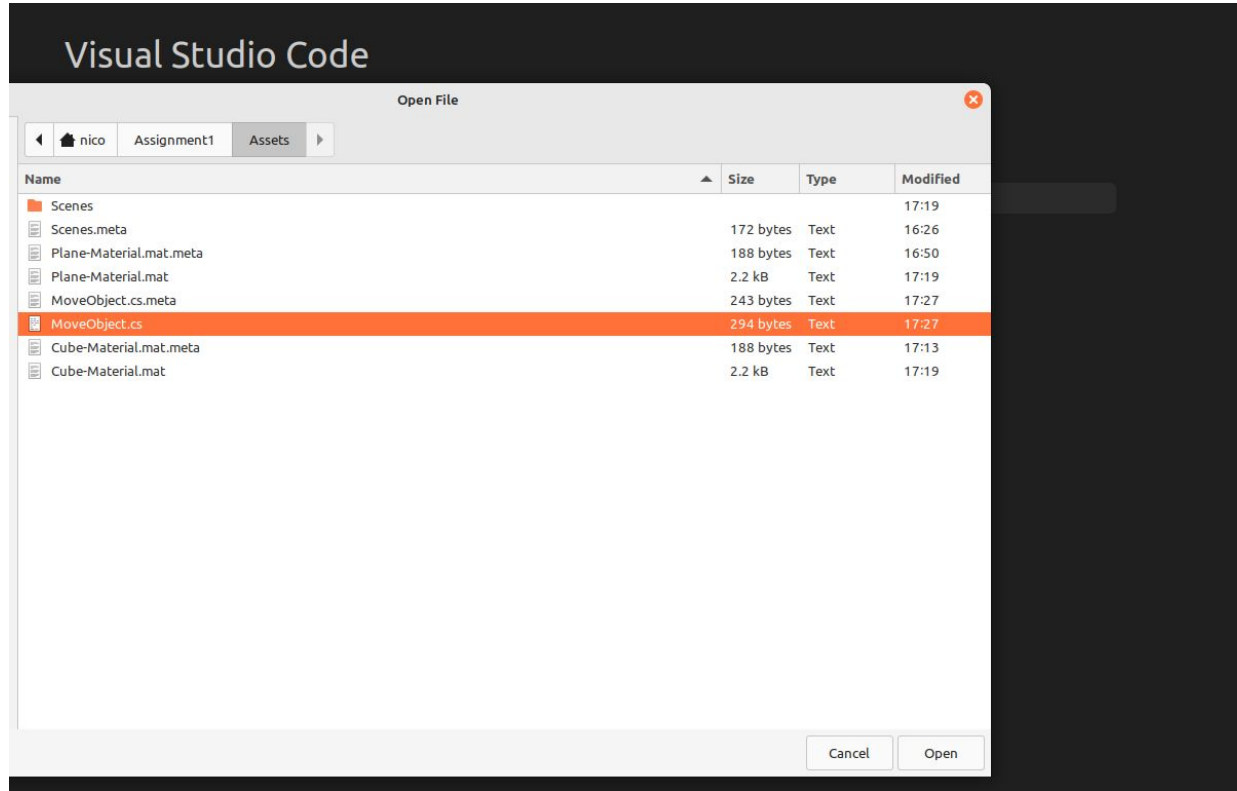 Visual Studio Code
Open File
nico Assignment1 Assets
Name Size Type Modified
Scenes 17:19
Scenes.meta 172 bytes Text 16:26
Plane-Material.mat.meta 188 bytes Text 16:50
Plane-Material.mat 2.2 kB Text 17:19
MoveObject.cs.meta 243 bytes Text 17:27
MoveObject.cs 294 bytes Text 17:27
Cube-Material.mat.meta 188 bytes Text 17:13
Cube-Material.mat 2.2 kB Text 17:19
Cancel Open